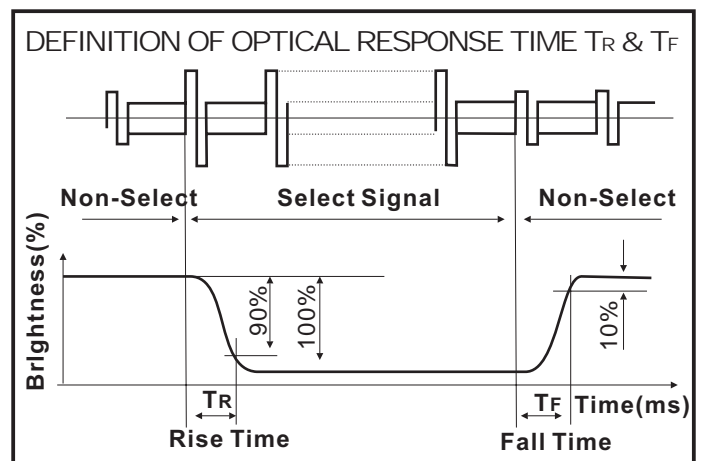 DEFINITION OF OPTICAL RESPONSE TIME TR & TF
Non-Select
Select Signal
Non-Select
Brightness(%)
90%
100%
10%
TR
TF
Time(ms)
Rise Time
Fall Time